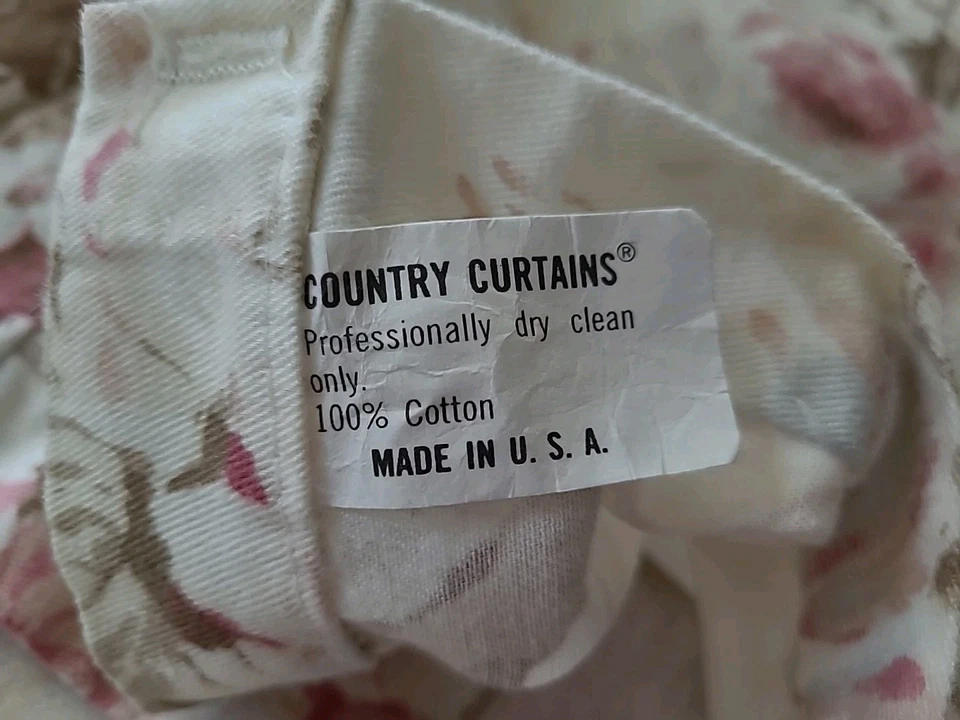 COUNTRY CURTAINS®
Professionally dry clean
only.
100% Cotton
MADE IN U. S. A.